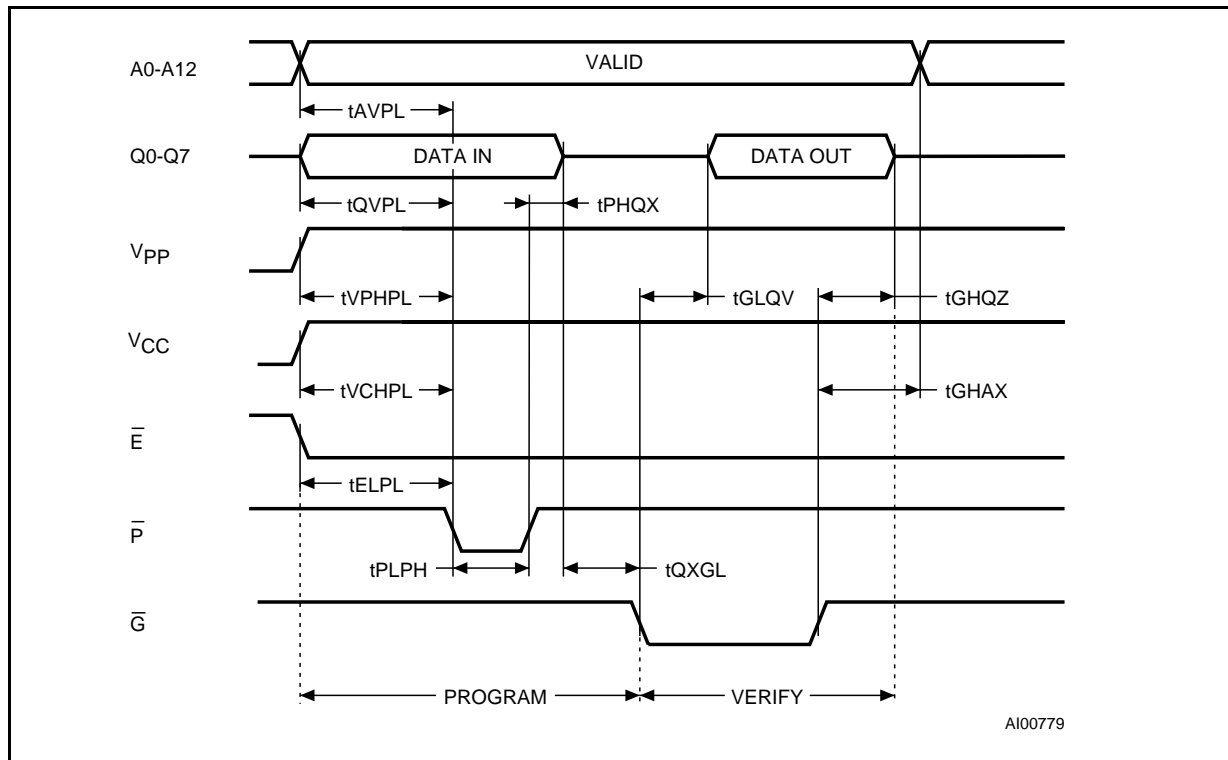 A0-A12
VALID
tAVPL
Q0-Q7
DATA IN
DATA OUT
tQVPL
tPHQX
VPP
tVPHPL
tGLQV
tGHQZ
VCC
tVCHPL
tGHAX
E̅
tELPL
P̅
tPLPH
tQXGL
G̅
PROGRAM
VERIFY
AI00779